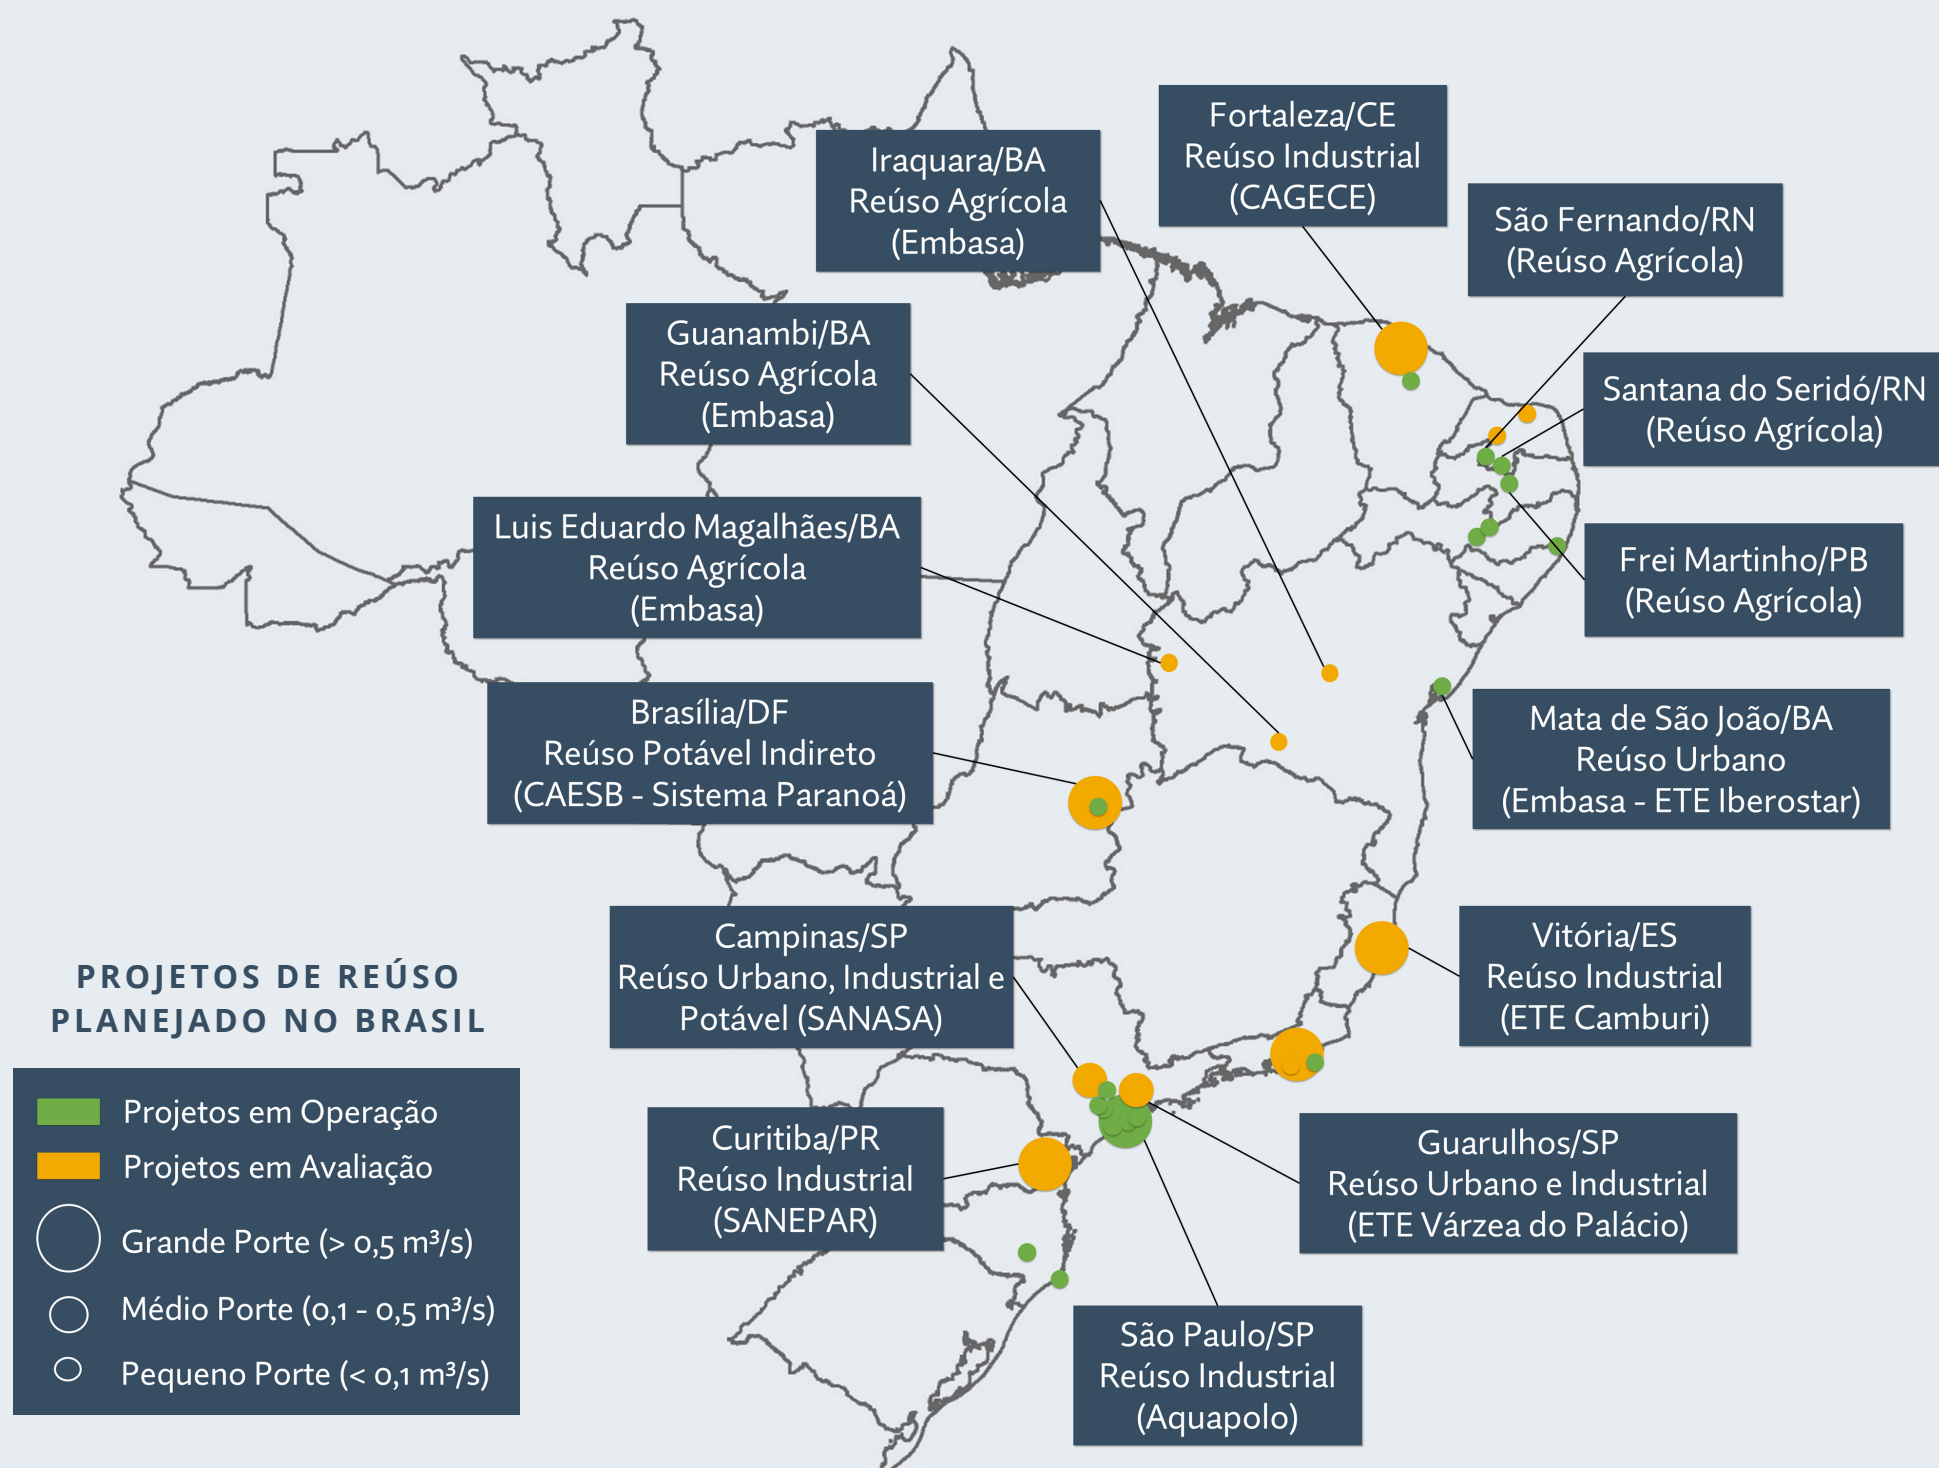 Fortaleza/CE
Reúso Industrial
(CAGECE)
Iraquara/BA
Reúso Agrícola
(Embasa)
São Fernando/RN
(Reúso Agrícola)
Guanambi/BA
Reúso Agrícola
(Embasa)
Santana do Seridó/RN
(Reúso Agrícola)
Luis Eduardo Magalhães/BA
Reúso Agrícola
(Embasa)
Frei Martinho/PB
(Reúso Agrícola)
Brasília/DF
Reúso Potável Indireto
(CAESB - Sistema Paranoá)
Mata de São João/BA
Reúso Urbano
(Embasa - ETE Iberostar)
Campinas/SP
Reúso Urbano, Industrial e
Potável (SANASA)
Vitória/ES
Reúso Industrial
(ETE Camburi)
Curitiba/PR
Reúso Industrial
(SANEPAR)
Guarulhos/SP
Reúso Urbano e Industrial
(ETE Várzea do Palácio)
São Paulo/SP
Reúso Industrial
(Aquapolo)
PROJETOS DE REÚSO
PLANEJADO NO BRASIL
Projetos em Operação
Projetos em Avaliação
Grande Porte (> 0,5 m³/s)
Médio Porte (0,1 - 0,5 m³/s)
Pequeno Porte (< 0,1 m³/s)